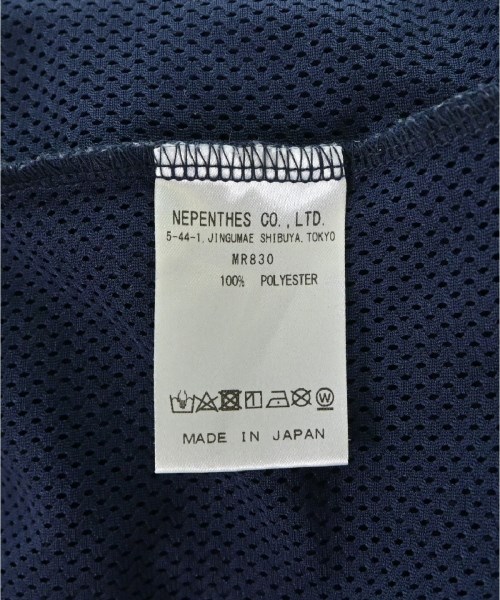 NEPENTHES CO.,LTD.
5-44-1.JINGUMAE SHIBUYA.TOKYO
MR830
100% POLYESTER
W
MADE IN JAPAN